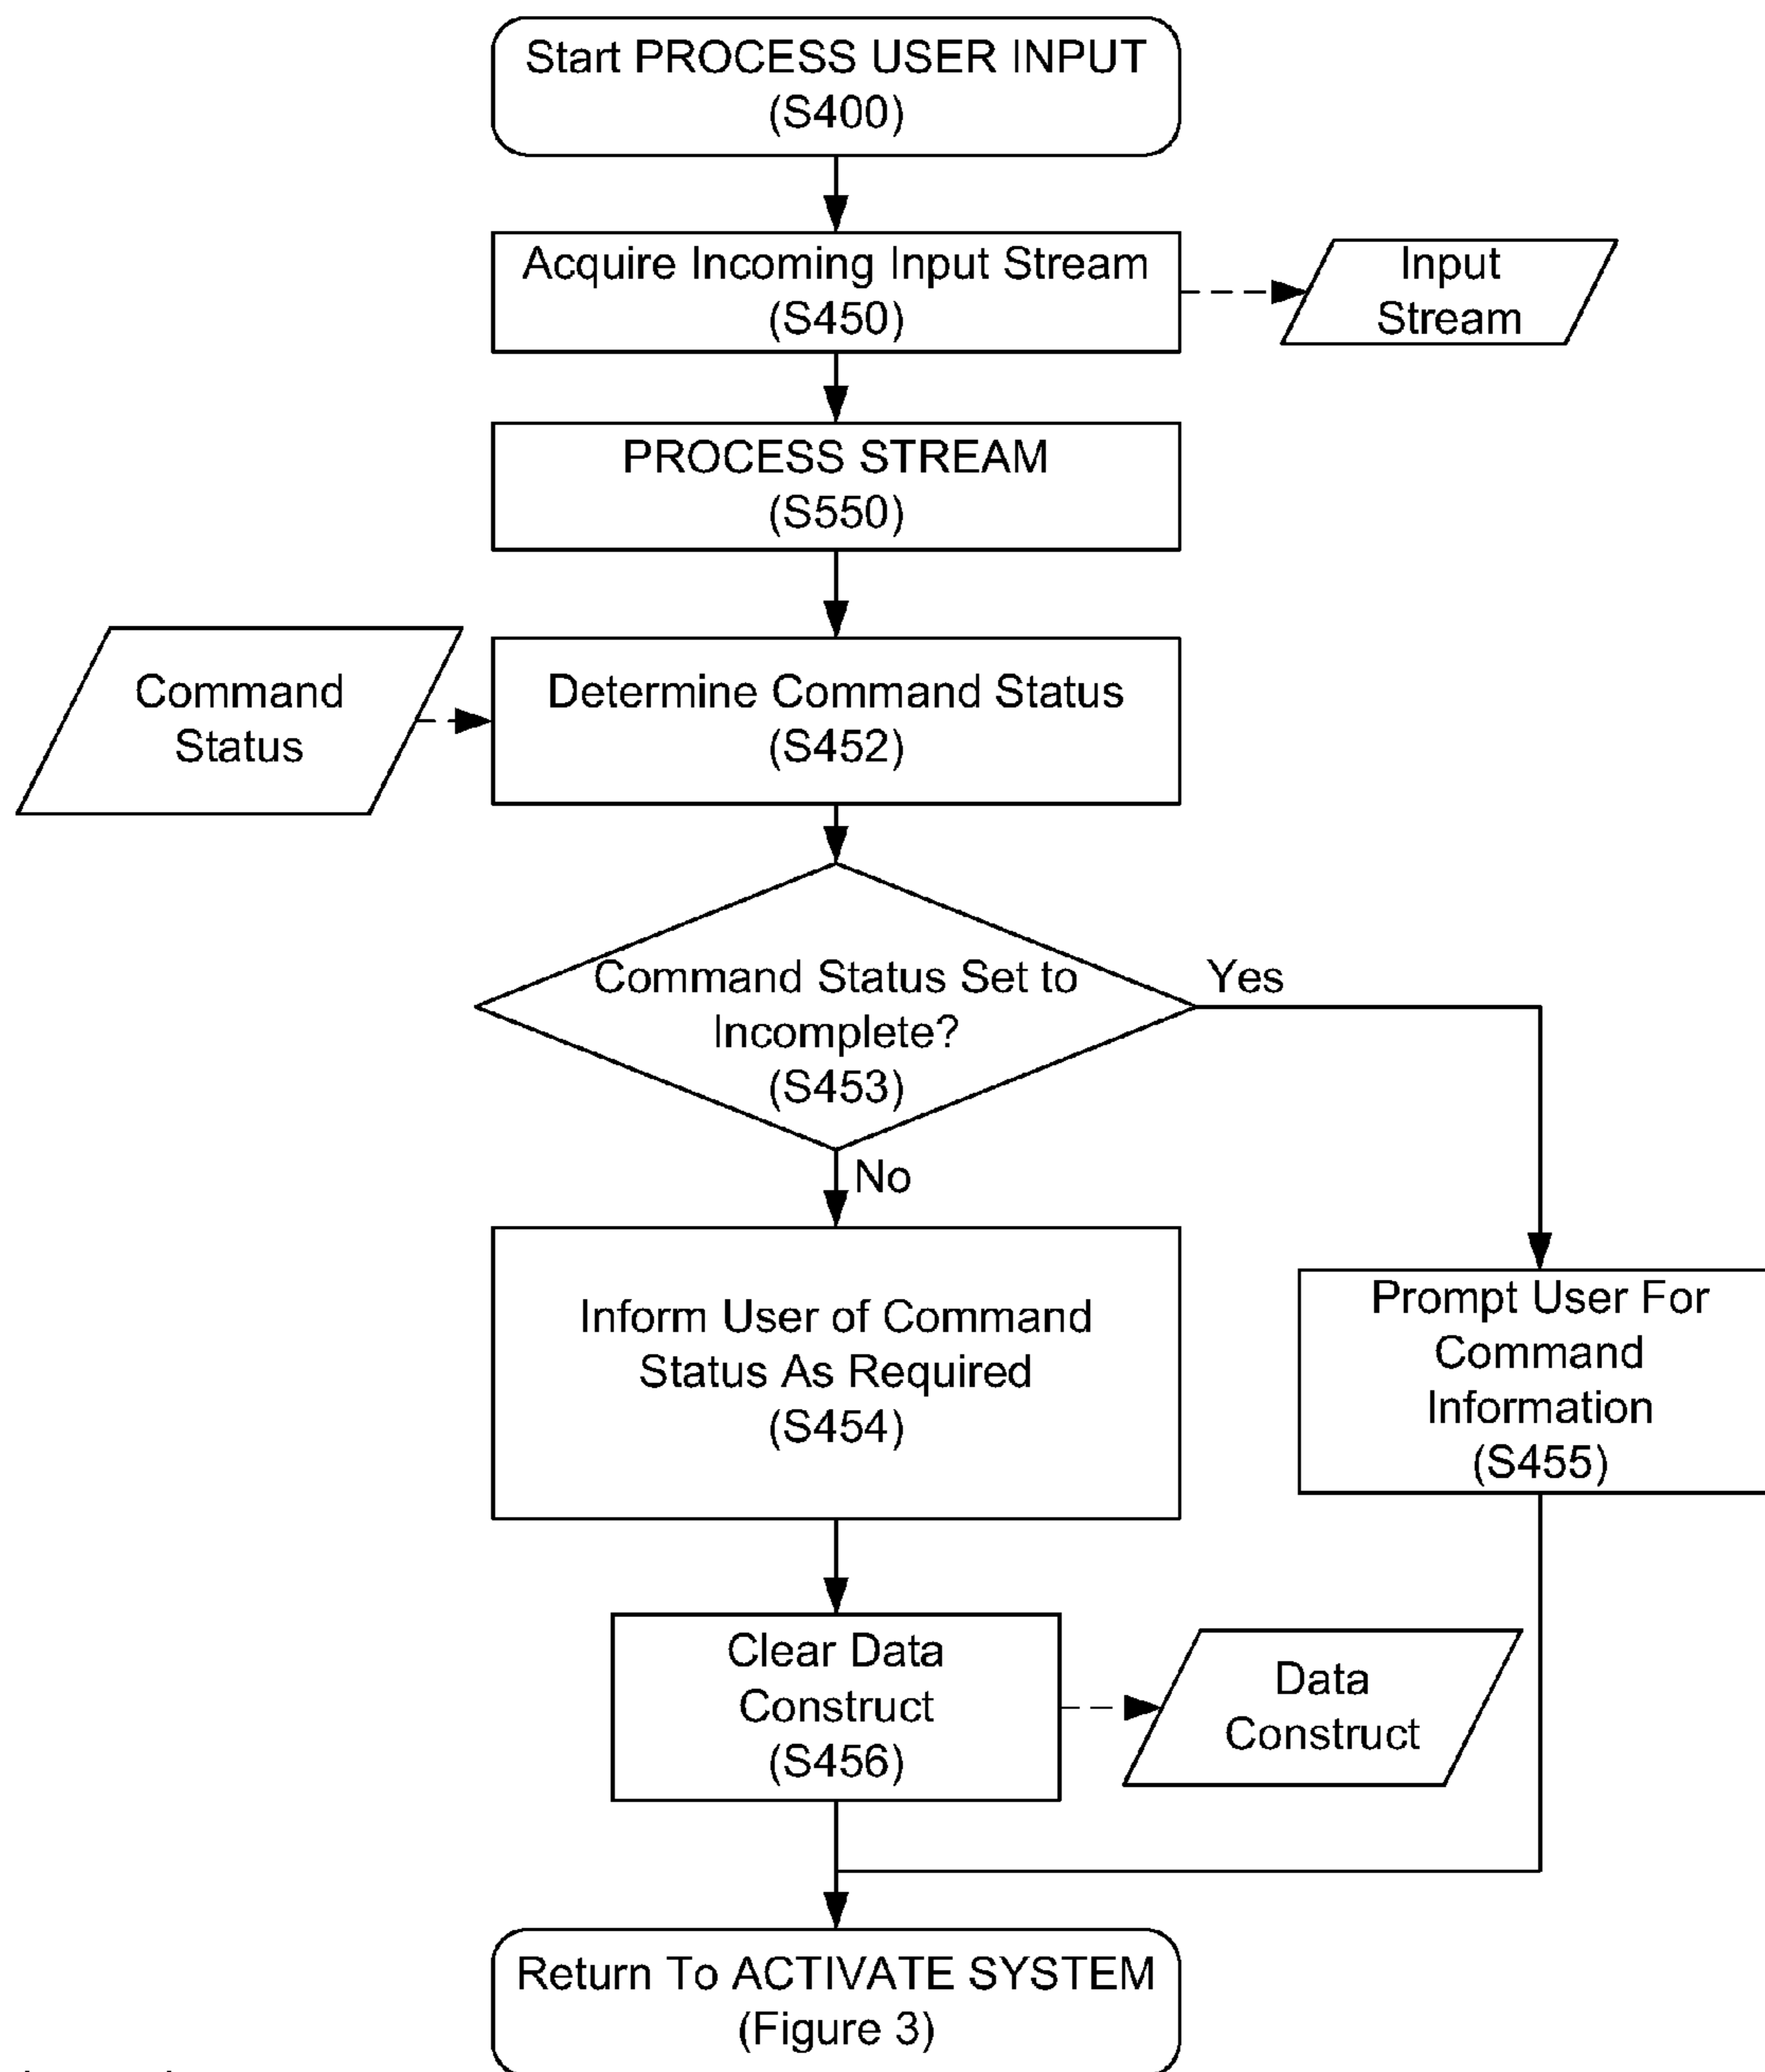 Start PROCESS USER INPUT
(S400)
Acquire Incoming Input Stream
(S450)
Input
Stream
PROCESS STREAM
(S550)
Command
Status
Determine Command Status
(S452)
Command Status Set to
Incomplete?
(S453)
Yes
No
Inform User of Command
Status As Required
(S454)
Prompt User For
Command
Information
(S455)
Clear Data
Construct
(S456)
Data
Construct
Return To ACTIVATE SYSTEM
(Figure 3)